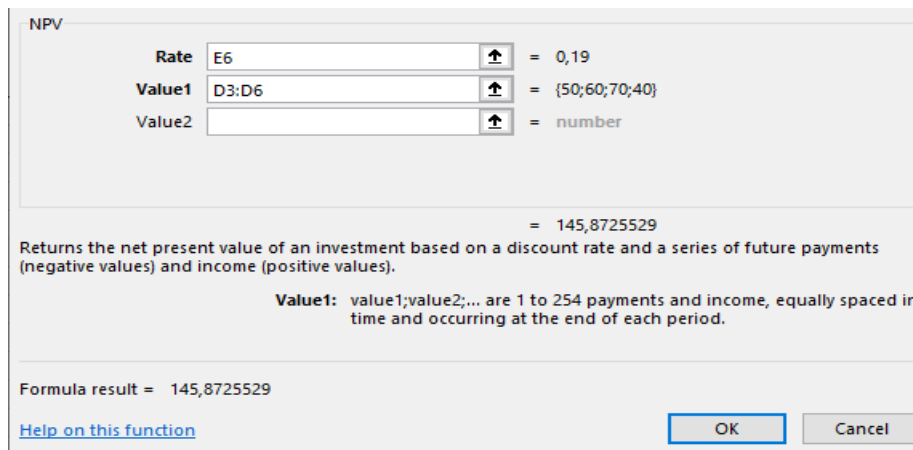 NPV
Rate E6 = 0,19
Value1 D3:D6 = {50;60;70;40}
Value2 = number
= 145,8725529
Returns the net present value of an investment based on a discount rate and a series of future payments
(negative values) and income (positive values).
Value1: value1;value2;... are 1 to 254 payments and income, equally spaced in
time and occurring at the end of each period.
Formula result = 145,8725529
Help on this function OK Cancel